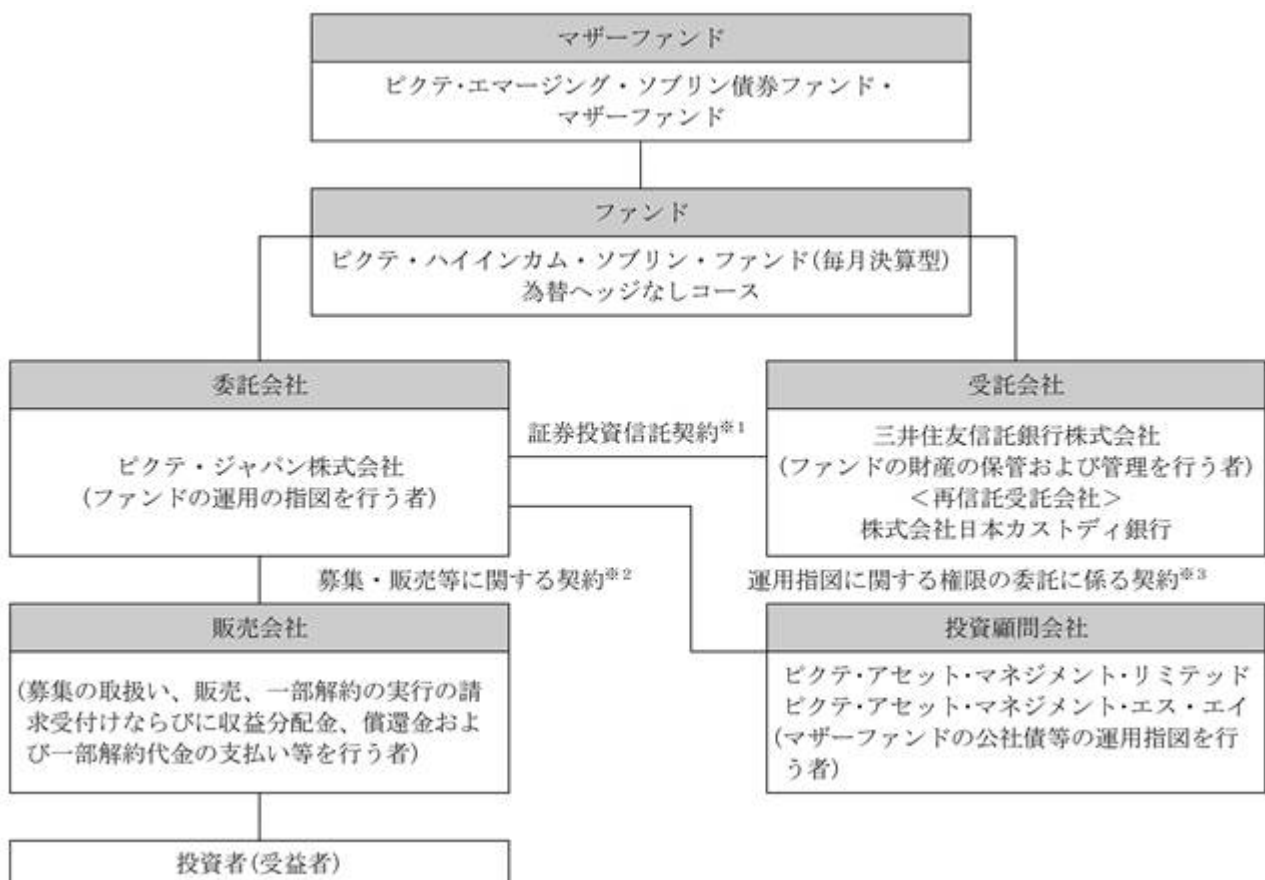 マザーファンド
ピクテ・エマージング・ソブリン債券ファンド・
マザーファンド
ファンド
ピクテ・ハイインカム・ソブリン・ファンド(毎月決算型)
為替ヘッジなしコース
委託会社
ピクテ・ジャパン株式会社
(ファンドの運用の指図を行う者)
証券投資信託契約※1
受託会社
三井住友信託銀行株式会社
(ファンドの財産の保管および管理を行う者)
<再信託受託会社>
株式会社日本カストディ銀行
募集・販売等に関する契約※2
運用指図に関する権限の委託に係る契約※3
販売会社
(募集の取扱い、販売、一部解約の実行の請
求受付けならびに収益分配金、償還金およ
び一部解約代金の支払い等を行う者)
投資顧問会社
ピクテ・アセット・マネジメント・リミテッド
ピクテ・アセット・マネジメント・エス・エイ
(マザーファンドの公社債等の運用指図を行
う者)
投資者(受益者)